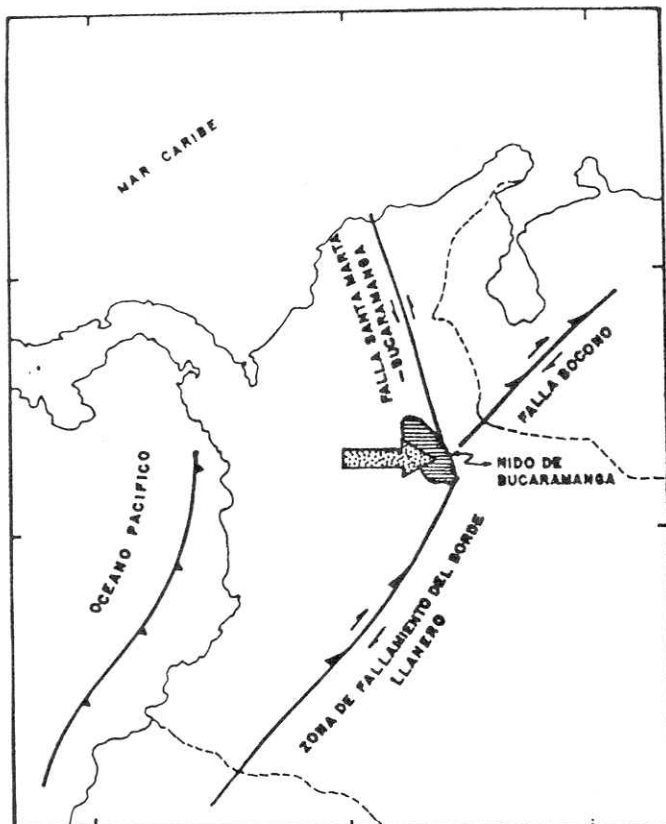 MAR CARIBE
FALLA SANTA MARTA
–BUCARAMANGA
FALLA BOCONO
NIDO DE
BUCARAMANGA
OCEANO PACIFICO
ZONA DE FALLAMIENTO DEL BORDE
LLANERO